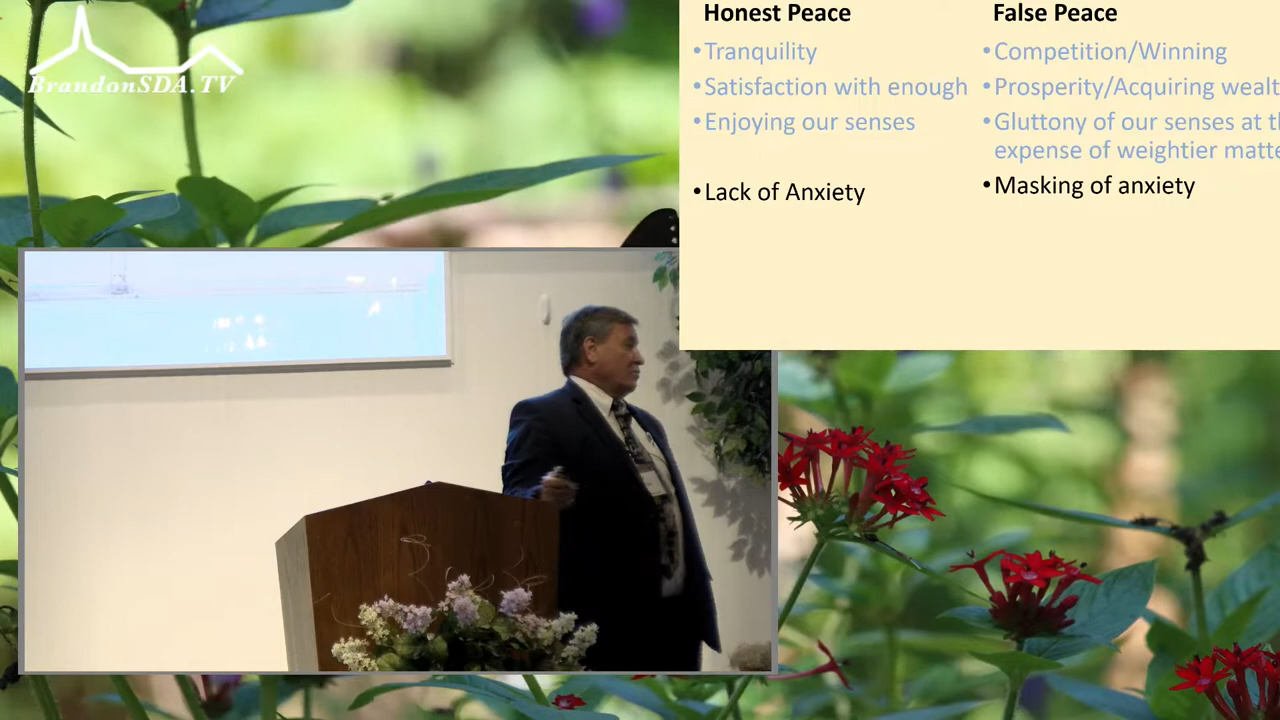 BrandonSDA.TV
Honest Peace
•Tranquility
•Satisfaction with enough
•Enjoying our senses
•Lack of Anxiety
False Peace
•Competition/Winning
•Prosperity/Acquiring wealt
•Gluttony of our senses at th
expense of weightier matte
•Masking of anxiety